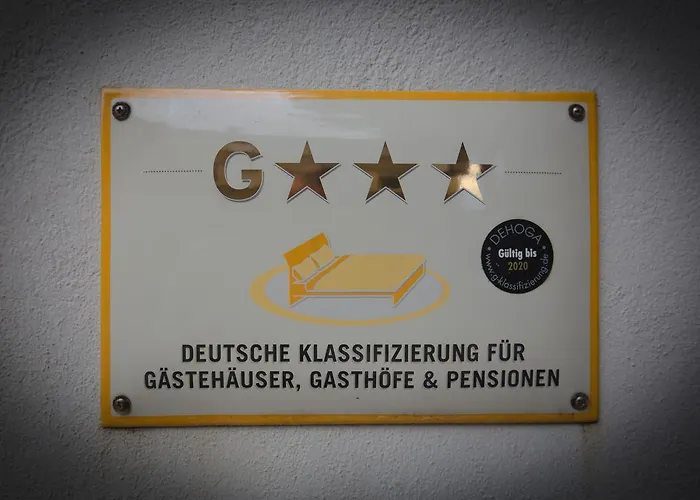 G★★★
DEHOGA
Gültig bis
2020
www.g-klassifizierung.de
DEUTSCHE KLASSIFIZIERUNG FÜR
GÄSTEHÄUSER, GASTHÖFE & PENSIONEN